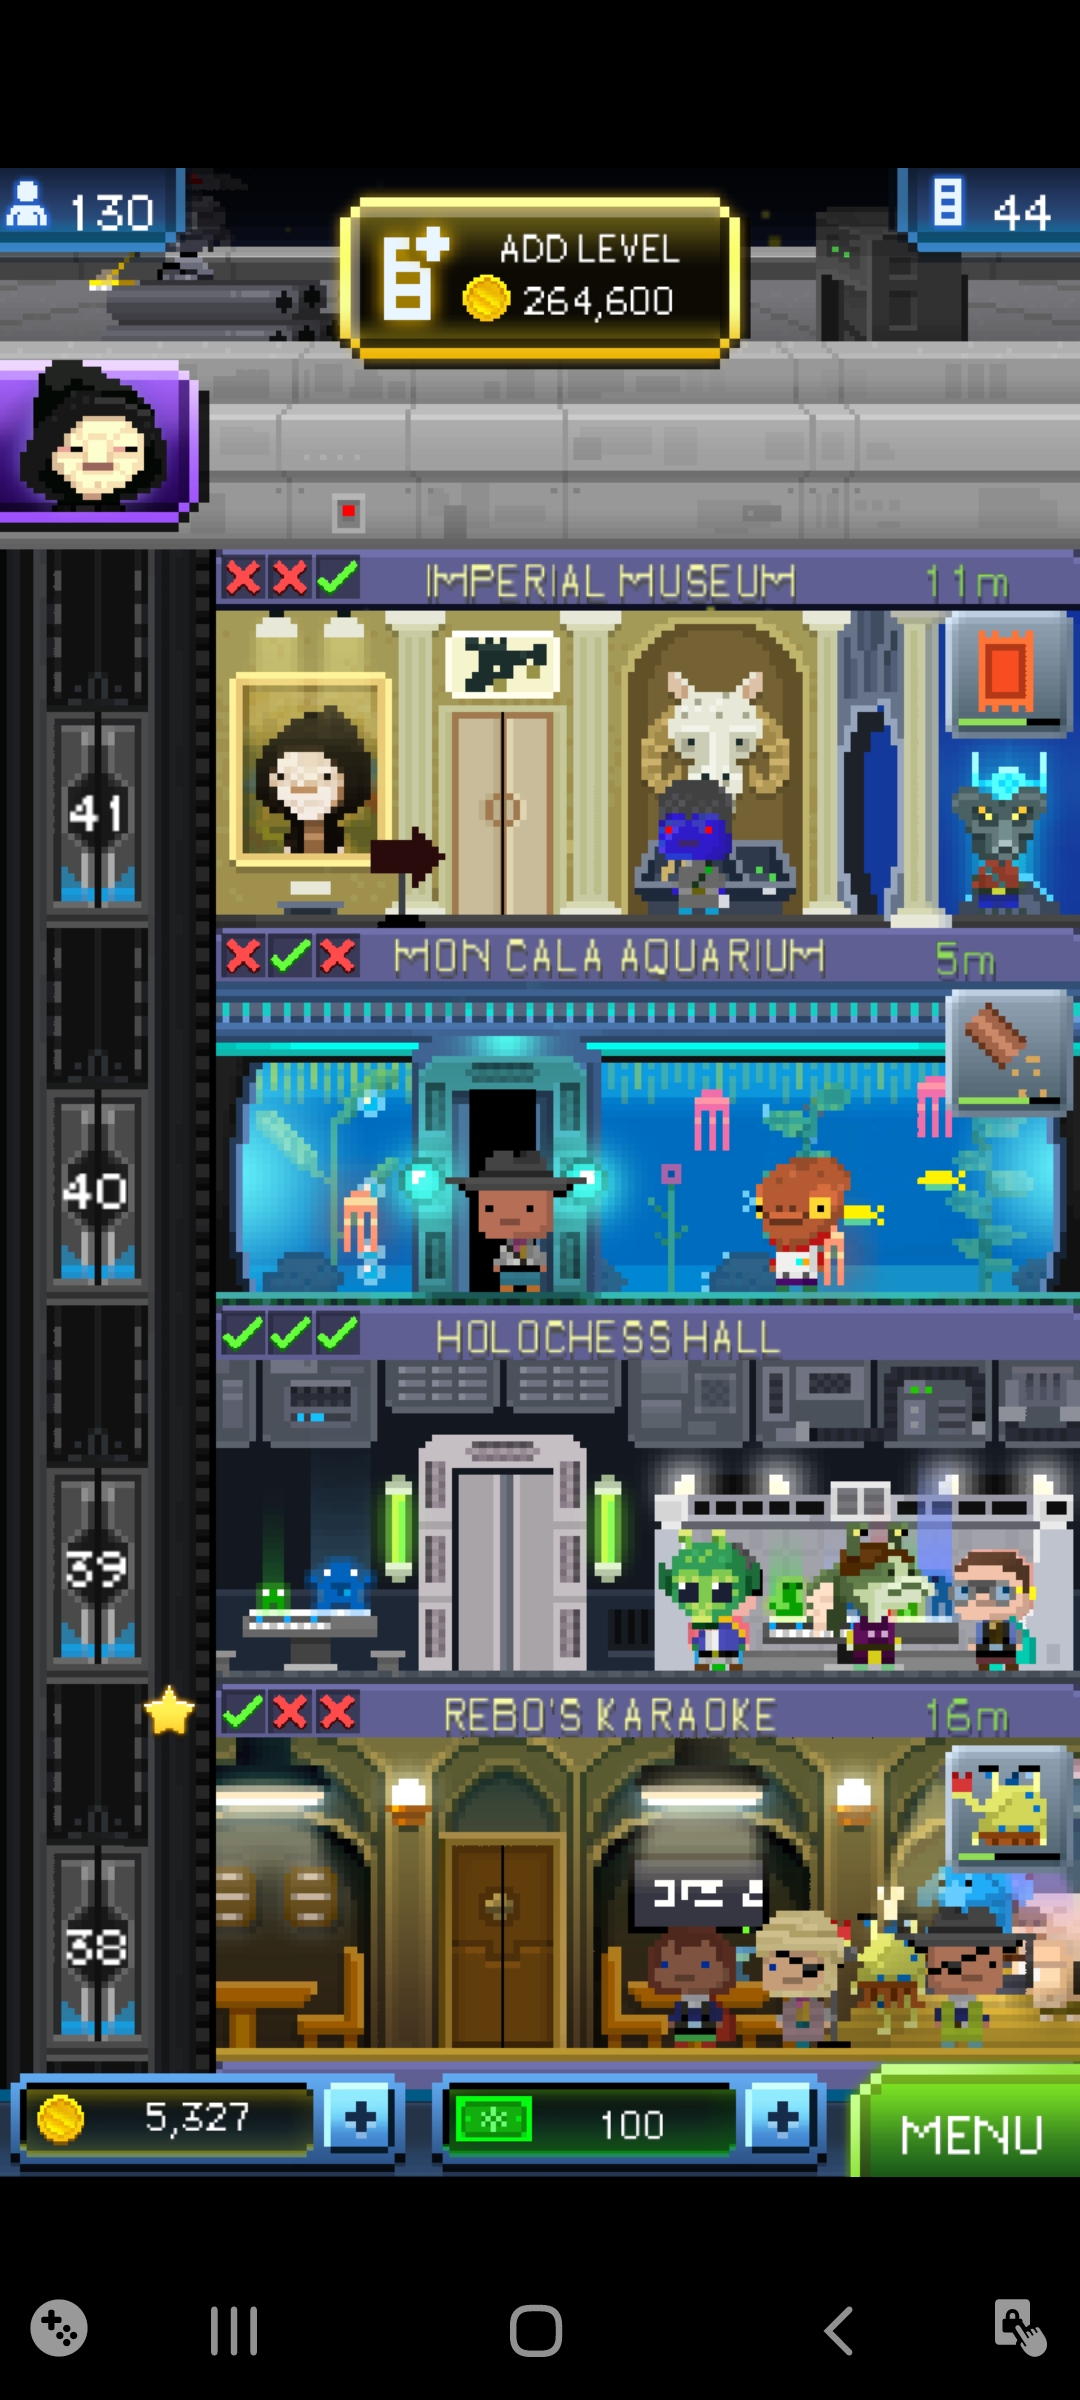 130
ADD LEVEL
264,600
44
IMPERIAL MUSEUM 11m
41
MON CALA AQUARIUM 5m
40
HOLOCHESS HALL
39
REBO'S KARAOKE 16m
38
5,327
100
MENU